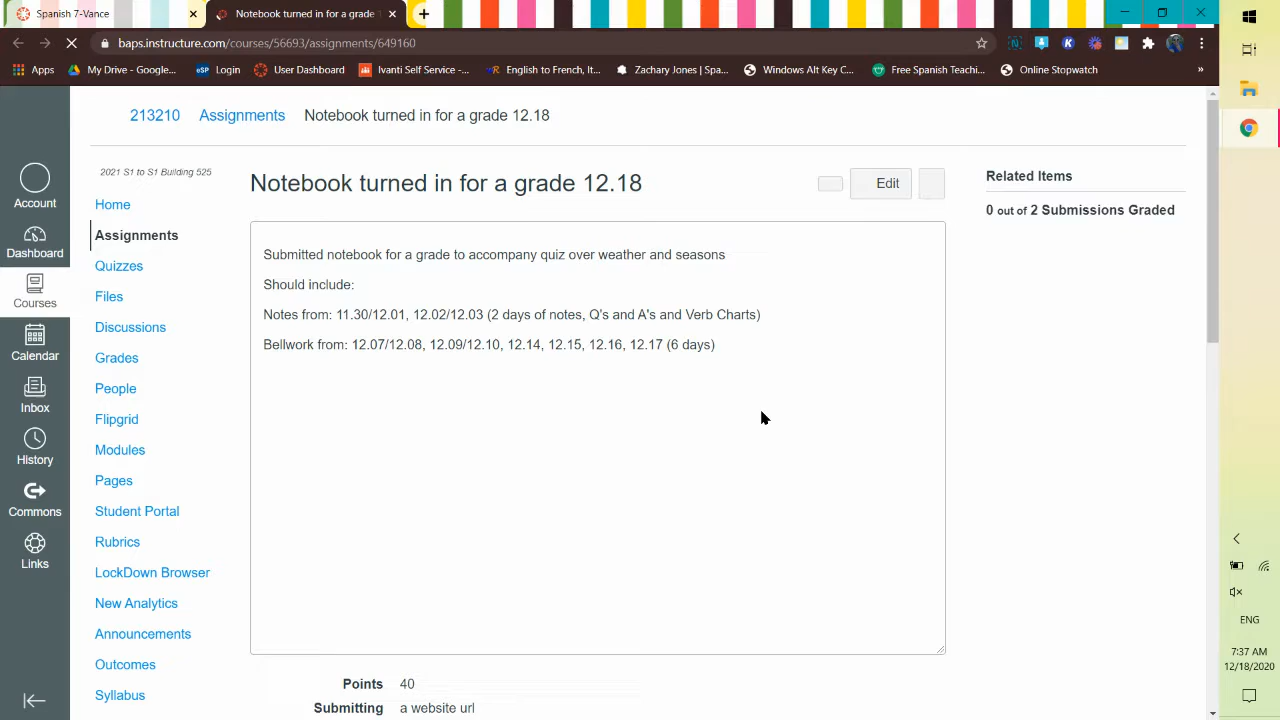 Spanish 7-Vance
Notebook turned in for a grade 1
baps.instructure.com/courses/56693/assignments/649160
Apps
My Drive - Google...
eSP Login
User Dashboard
Ivanti Self Service -...
English to French, It...
Zachary Jones | Spa...
Windows Alt Key C...
Free Spanish Teachi...
Online Stopwatch
»
213210
Assignments
Notebook turned in for a grade 12.18
2021 S1 to S1 Building 525
Account
Dashboard
Courses
Calendar
Inbox
History
Commons
Links
Home
Assignments
Quizzes
Files
Discussions
Grades
People
Flipgrid
Modules
Pages
Student Portal
Rubrics
LockDown Browser
New Analytics
Announcements
Outcomes
Syllabus
Notebook turned in for a grade 12.18
Edit
Submitted notebook for a grade to accompany quiz over weather and seasons
Should include:
Notes from: 11.30/12.01, 12.02/12.03 (2 days of notes, Q's and A's and Verb Charts)
Bellwork from: 12.07/12.08, 12.09/12.10, 12.14, 12.15, 12.16, 12.17 (6 days)
Points 40
Submitting a website url
Related Items
0 out of 2 Submissions Graded
ENG
7:37 AM
12/18/2020